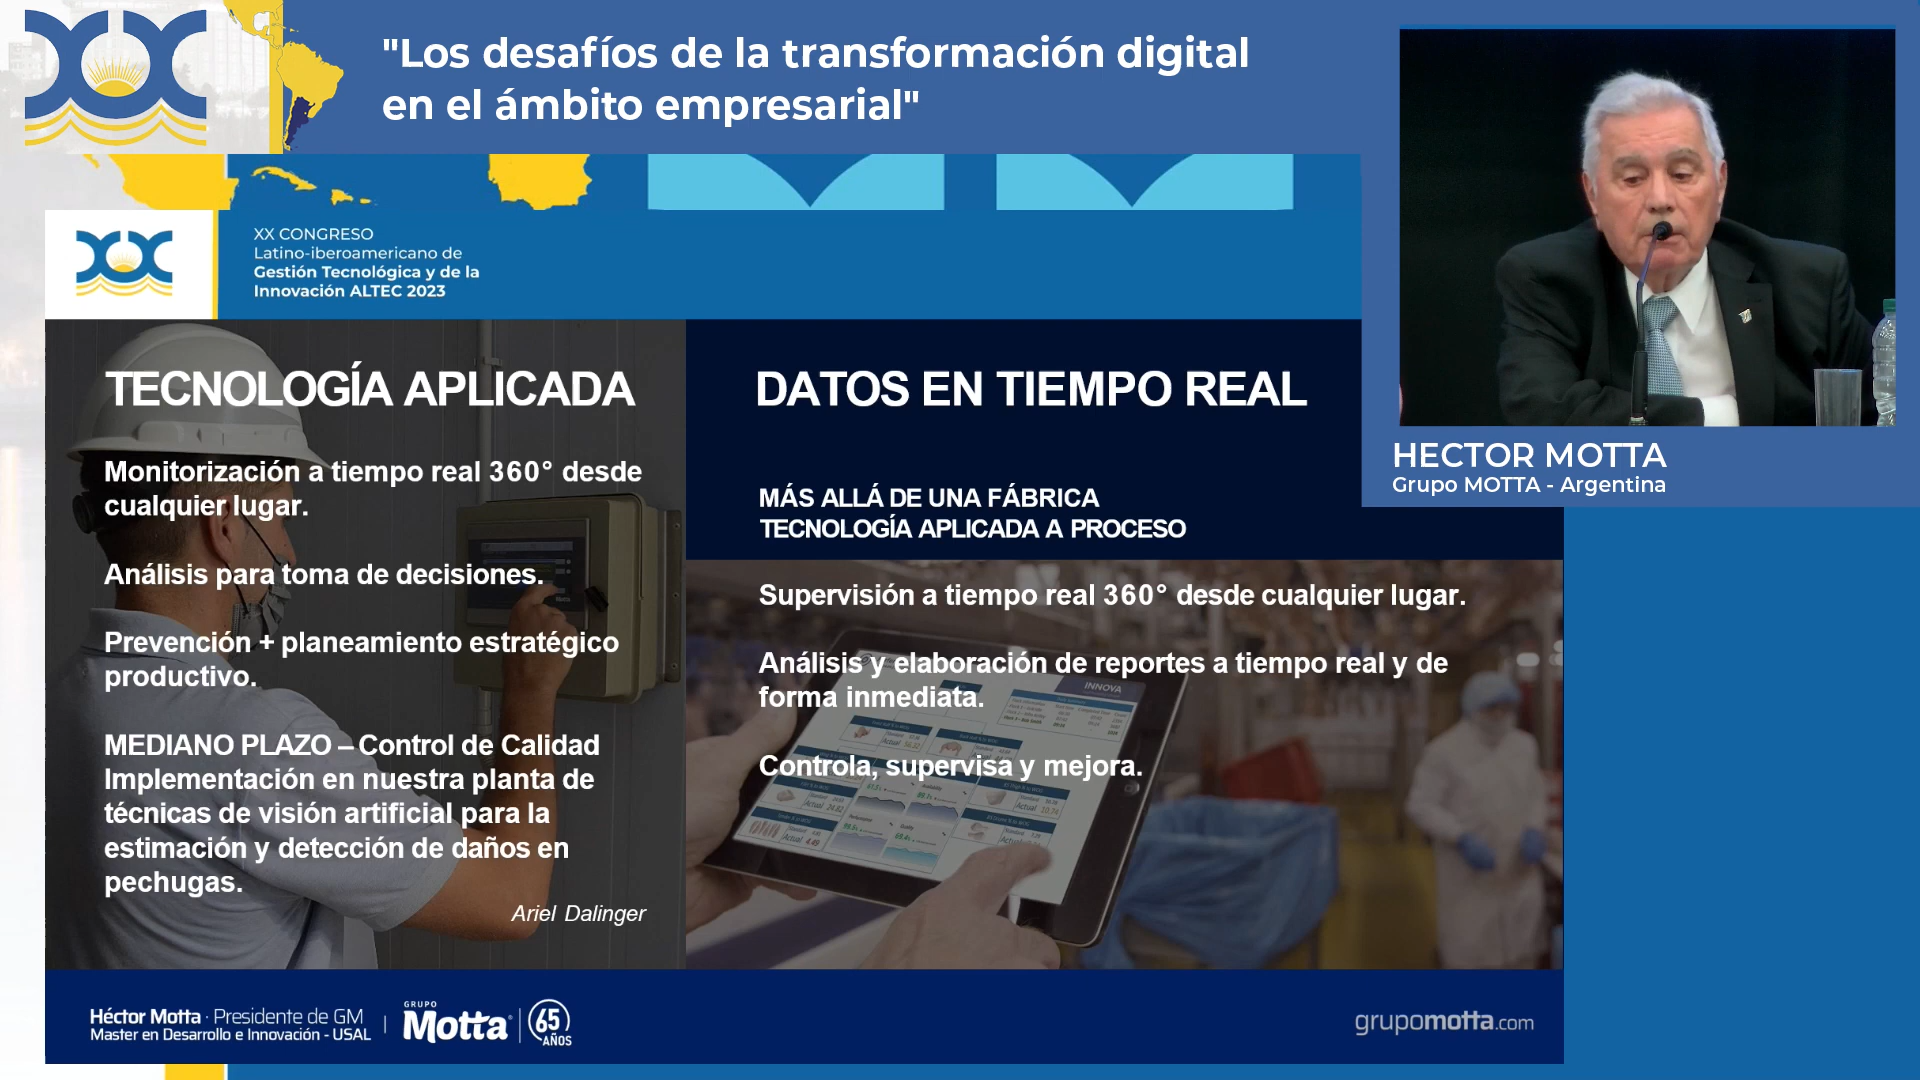 "Los desafíos de la transformación digital
en el ámbito empresarial"
XX CONGRESO
Latino-iberoamericano de
Gestión Tecnológica y de la
Innovación ALTEC 2023
HECTOR MOTTA
Grupo MOTTA - Argentina
TECNOLOGÍA APLICADA
Monitorización a tiempo real 360° desde
cualquier lugar.
Análisis para toma de decisiones.
Prevención + planeamiento estratégico
productivo.
MEDIANO PLAZO – Control de Calidad
Implementación en nuestra planta de
técnicas de visión artificial para la
estimación y detección de daños en
pechugas.
Ariel Dalinger
DATOS EN TIEMPO REAL
MÁS ALLÁ DE UNA FÁBRICA
TECNOLOGÍA APLICADA A PROCESO
Supervisión a tiempo real 360° desde cualquier lugar.
Análisis y elaboración de reportes a tiempo real y de
forma inmediata.
Controla, supervisa y mejora.
INNOVA
Héctor Motta · Presidente de GM
Master en Desarrollo e Innovación - USAL
GRUPO
Motta
65
AÑOS
grupomotta.com